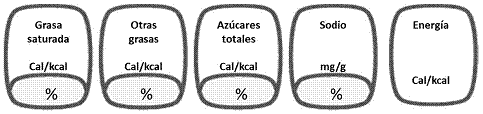 Grasa
saturada
Cal/kcal
%
Otras
grasas
Cal/kcal
%
Azúcares
totales
Cal/kcal
%
Sodio
mg/g
%
Energía
Cal/kcal